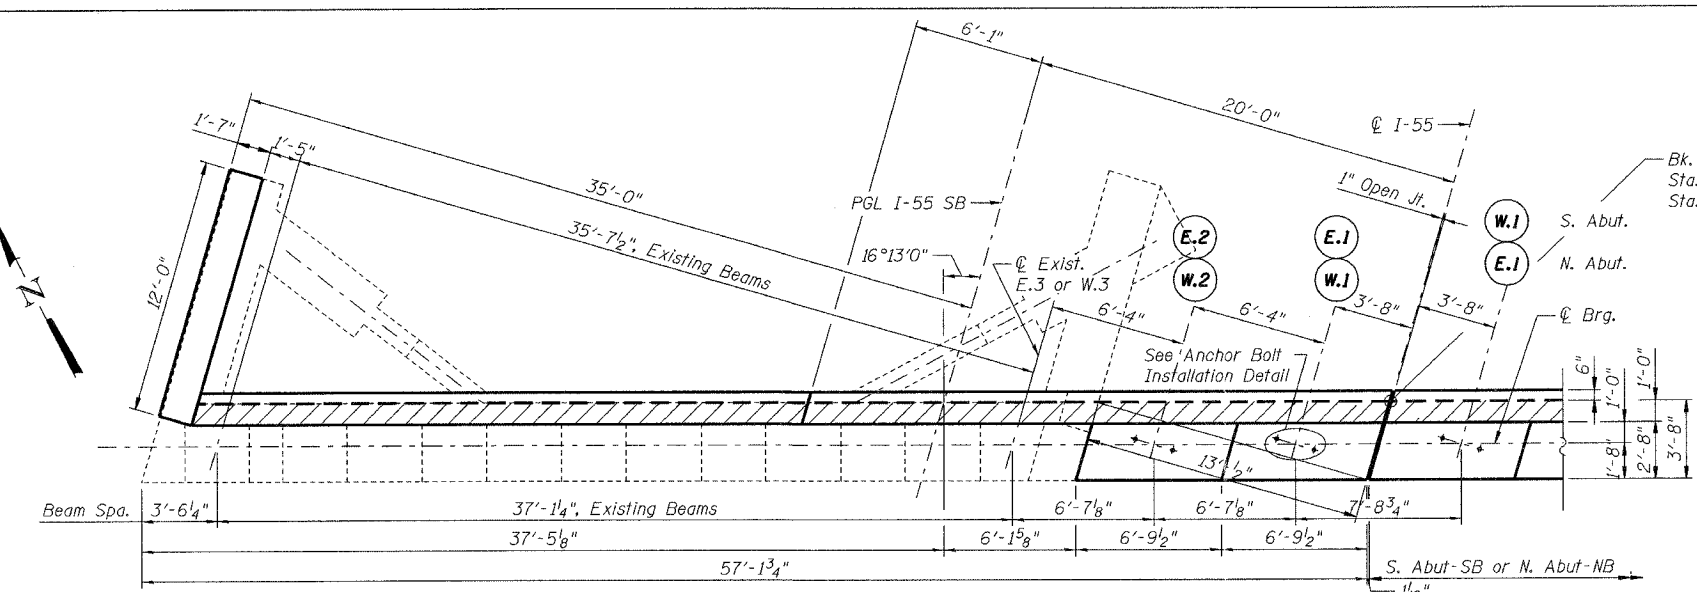 6'-1"
20'-0"
℄ I-55
1'-7"
1'-5"
35'-0"
1" Open Jt.
Bk.
Sta.
Sta.
PGL I-55 SB
35'-7½", Existing Beams
E.2
W.2
E.1
W.1
W.1
S. Abut.
E.1
N. Abut.
16°13'0"
℄ Exist.
E.3 or W.3
12'-0"
N
6'-4"
6'-4"
3'-8"
3'-8"
℄ Brg.
See Anchor Bolt
Installation Detail
6"
1'-0"
1'-0"
1'-8"
2'-8"
3'-8"
13'-½"
Beam Spa.
3'-6¼"
37'-1¼", Existing Beams
6'-7⅛"
6'-7⅛"
7'-8¾"
37'-5⅛"
6'-1⅝"
6'-9½"
6'-9½"
57'-1¾"
S. Abut-SB or N. Abut-NB